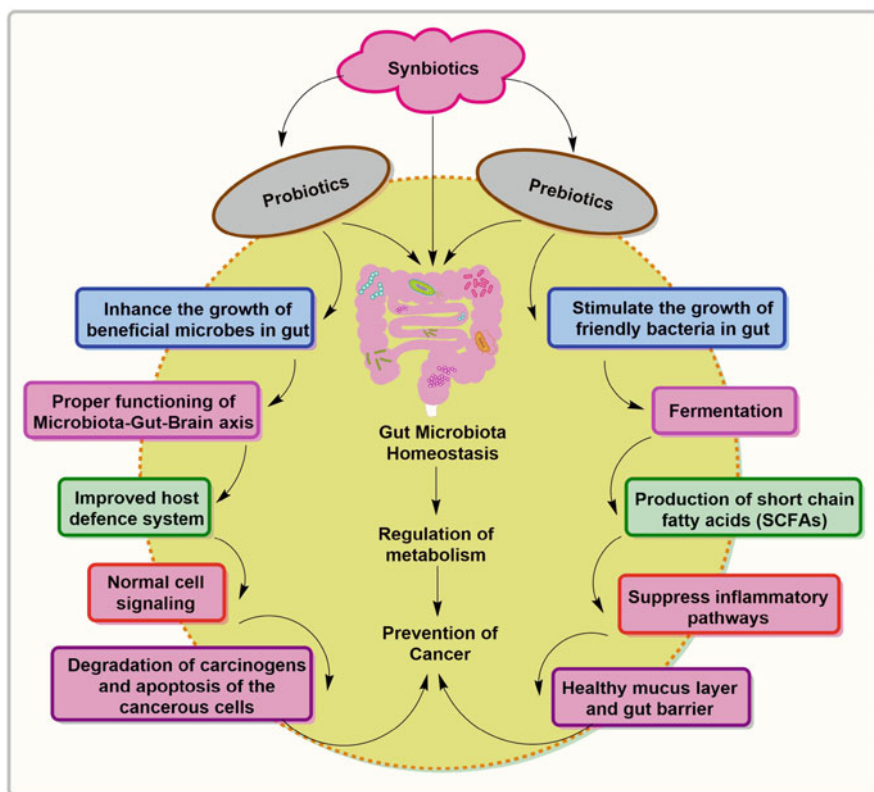 Synbiotics
Probiotics
Prebiotics
Inhance the growth of
beneficial microbes in gut
Stimulate the growth of
friendly bacteria in gut
Proper functioning of
Microbiota-Gut-Brain axis
Fermentation
Gut Microbiota
Homeostasis
Improved host
defence system
Production of short chain
fatty acids (SCFAs)
Regulation of
metabolism
Normal cell
signaling
Suppress inflammatory
pathways
Prevention of
Cancer
Degradation of carcinogens
and apoptosis of the
cancerous cells
Healthy mucus layer
and gut barrier